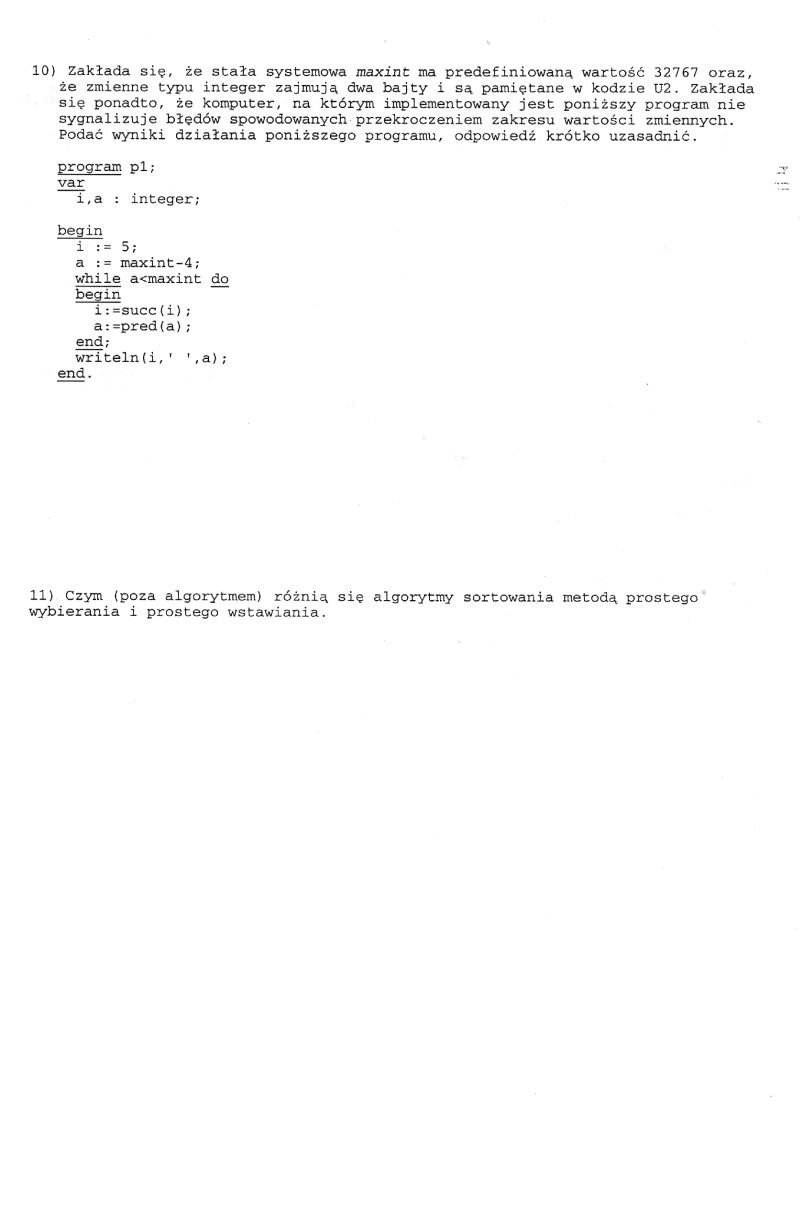 10) Zakłada się, że stała systemowa maxint ma predefiniowaną wartość 32767 oraz,
że zmienne typu integer zajmują dwa bajty i są pamiętane w kodzie U2. Zakłada
się ponadto, że komputer, na którym implementowany jest poniższy program nie
sygnalizuje błędów spowodowanych przekroczeniem zakresu wartości zmiennych.
Podać wyniki działania poniższego programu, odpowiedź krótko uzasadnić.
program p1;
var
i,a : integer;
begin
i := 5;
a := maxint-4;
while a<maxint do
begin
i:=succ(i);
a:=pred(a);
end;
writeln(i,' ',a);
end.
11) Czym (poza algorytmem) różnią się algorytmy sortowania metodą prostego
wybierania i prostego wstawiania.